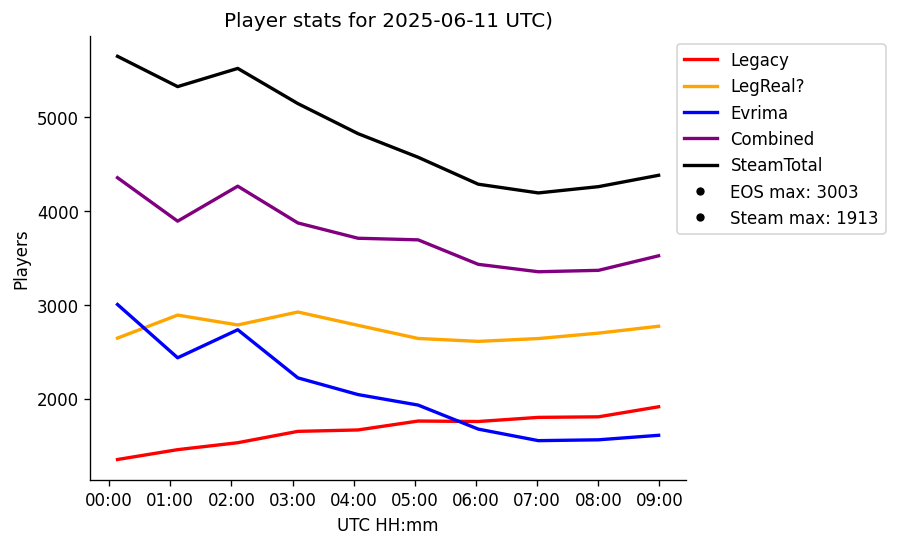 Player stats for 2025-06-11 UTC)
Legacy
LegReal?
Evrima
Combined
SteamTotal
EOS max: 3003
Steam max: 1913
5000
4000
3000
2000
Players
00:00 01:00 02:00 03:00 04:00 05:00 06:00 07:00 08:00 09:00
UTC HH:mm